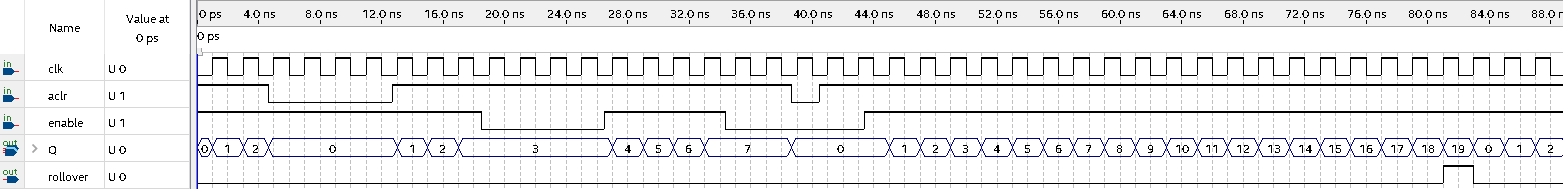 Name Value at 0 ps
0 ps 4.0 ns 8.0 ns 12.0 ns 16.0 ns 20.0 ns 24.0 ns 28.0 ns 32.0 ns 36.0 ns 40.0 ns 44.0 ns 48.0 ns 52.0 ns 56.0 ns 60.0 ns 64.0 ns 68.0 ns 72.0 ns 76.0 ns 80.0 ns 84.0 ns 88.0 ns
0 ps
in clk U 0
in aclr U 1
in enable U 1
out Q U 0 0 1 2 0 1 2 3 4 5 6 7 0 1 2 3 4 5 6 7 8 9 10 11 12 13 14 15 16 17 18 19 0 1 2
out rollover U 0